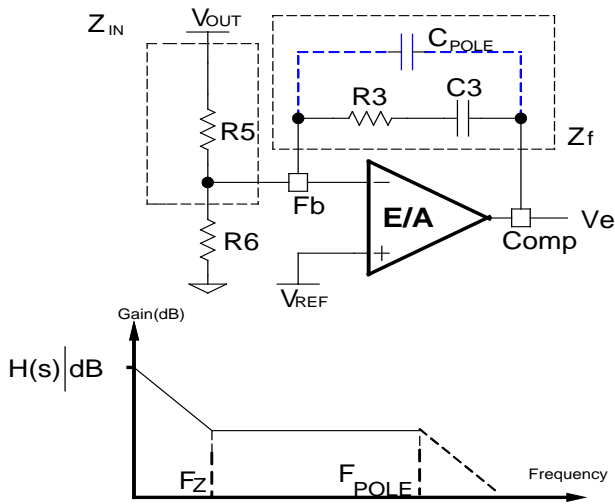 ZIN
VOUT
CPOLE
R3
C3
R5
Zf
Fb
E/A
Ve
R6
Comp
VREF
Gain(dB)
H(s)|dB
FZ
FPOLE
Frequency